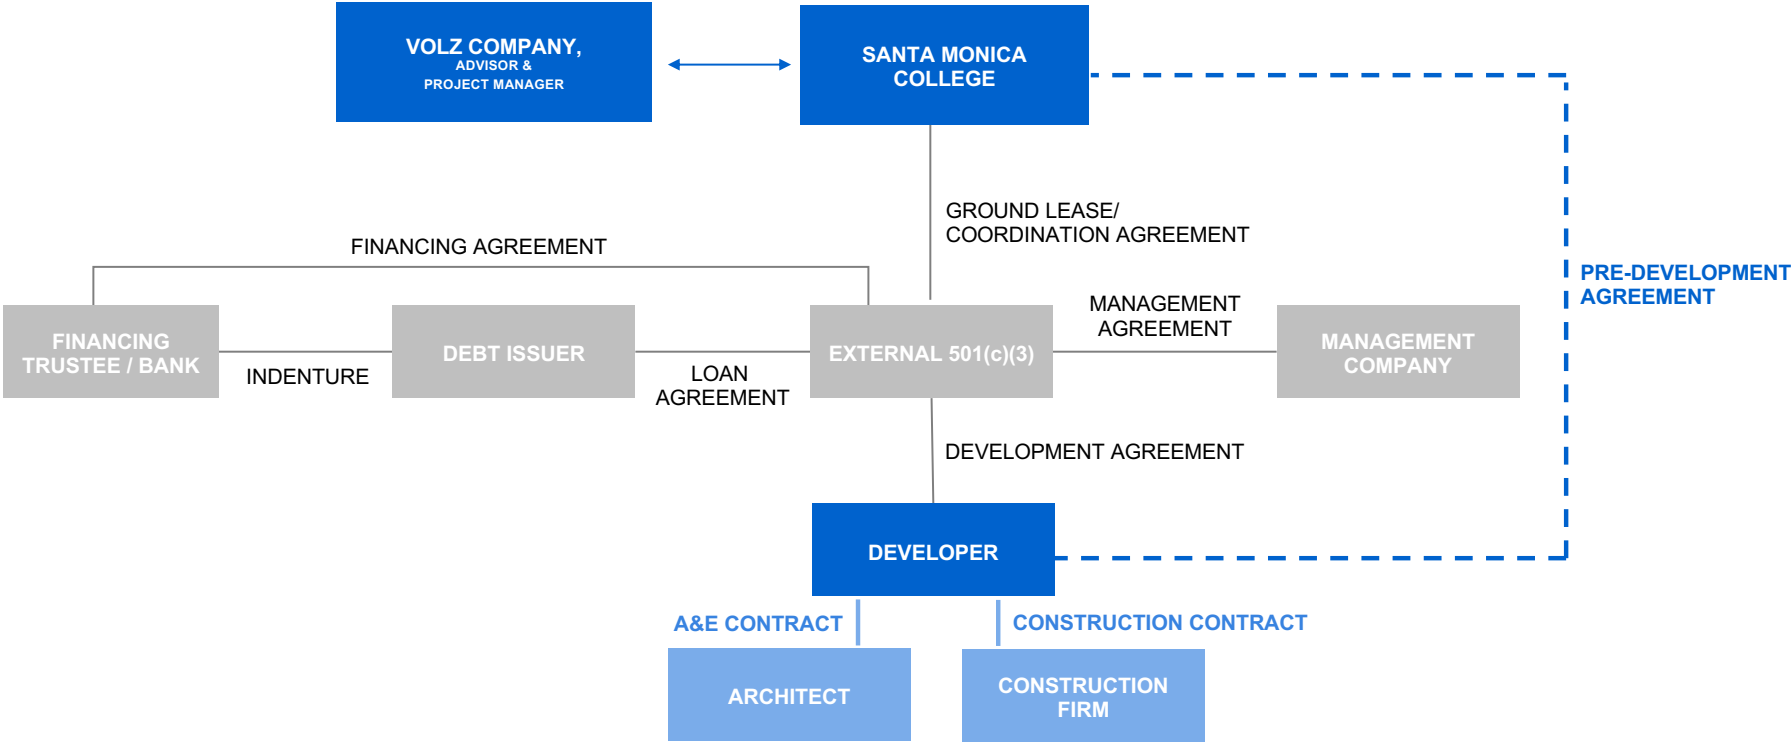 VOLZ COMPANY,
ADVISOR &
PROJECT MANAGER
SANTA MONICA
COLLEGE
GROUND LEASE/
COORDINATION AGREEMENT
FINANCING AGREEMENT
PRE-DEVELOPMENT
AGREEMENT
MANAGEMENT
AGREEMENT
FINANCING
TRUSTEE / BANK
INDENTURE
DEBT ISSUER
LOAN
AGREEMENT
EXTERNAL 501(c)(3)
MANAGEMENT
COMPANY
DEVELOPMENT AGREEMENT
DEVELOPER
A&E CONTRACT
CONSTRUCTION CONTRACT
ARCHITECT
CONSTRUCTION
FIRM